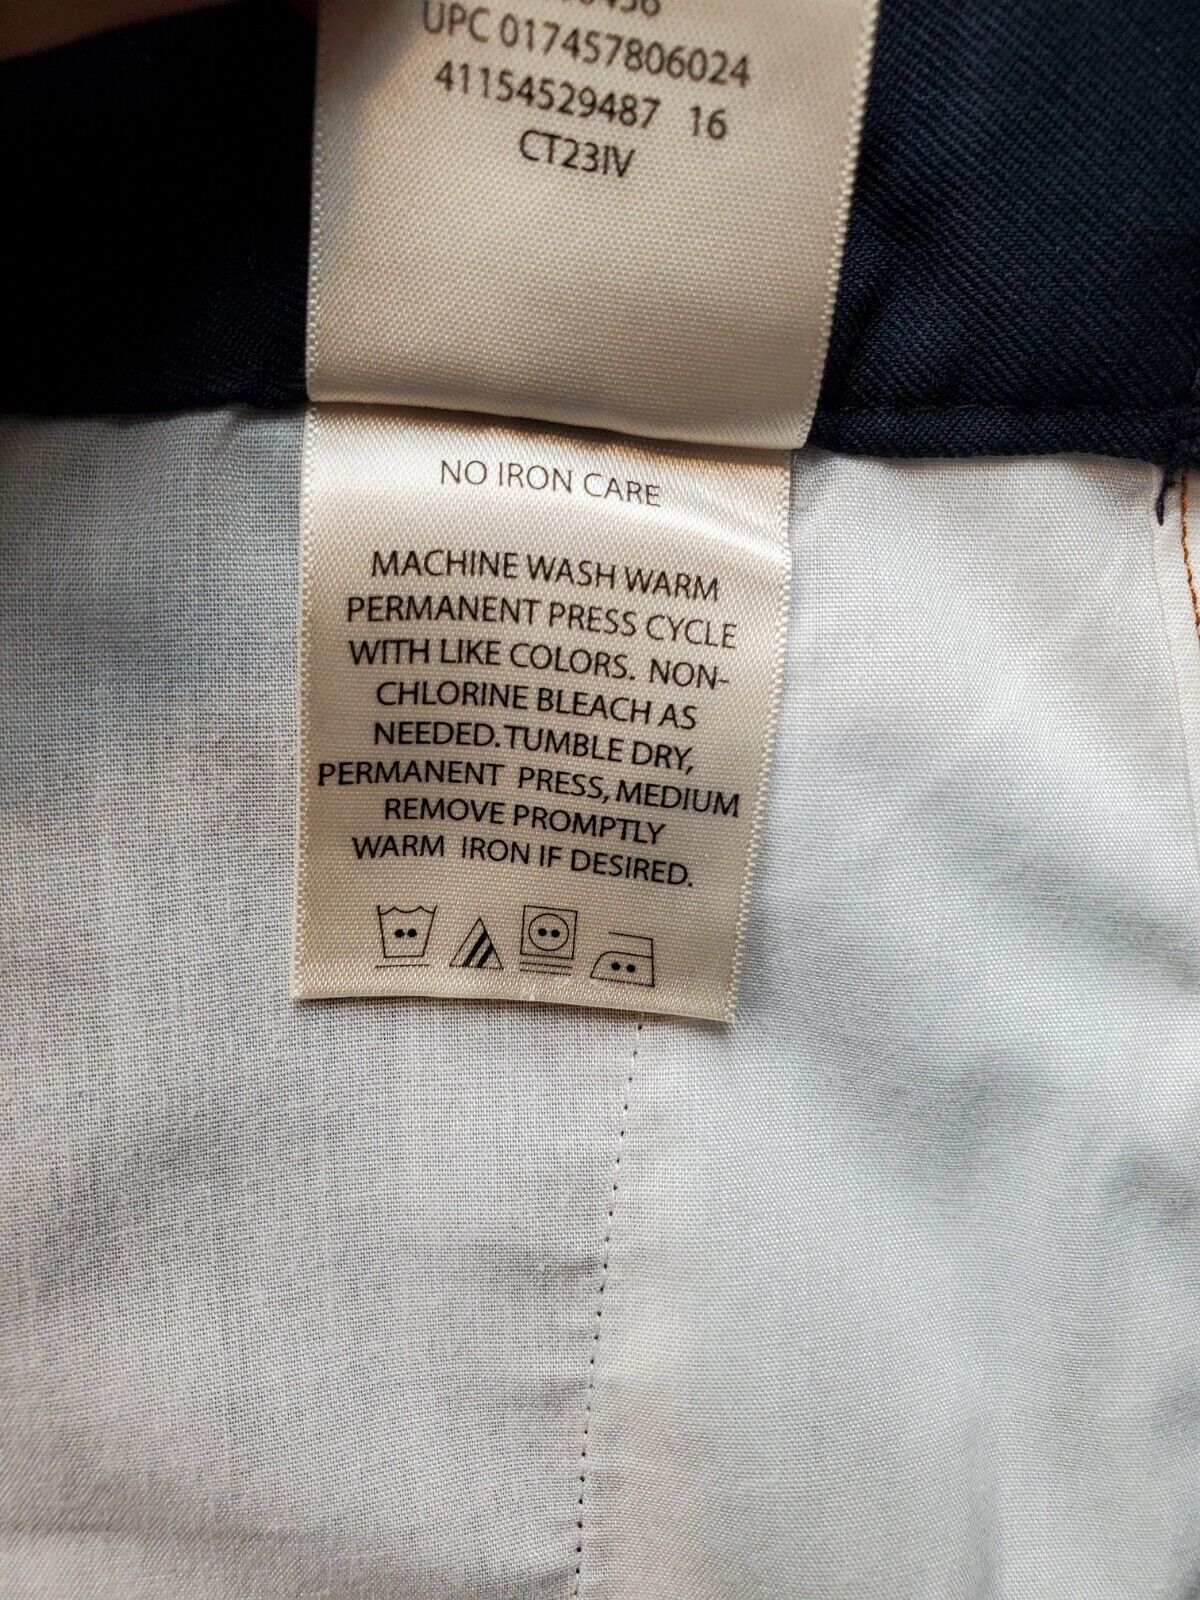 UPC 017457806024
41154529487 16
CT23IV
NO IRON CARE
MACHINE WASH WARM
PERMANENT PRESS CYCLE
WITH LIKE COLORS. NON-
CHLORINE BLEACH AS
NEEDED. TUMBLE DRY,
PERMANENT PRESS, MEDIUM
REMOVE PROMPTLY
WARM IRON IF DESIRED.